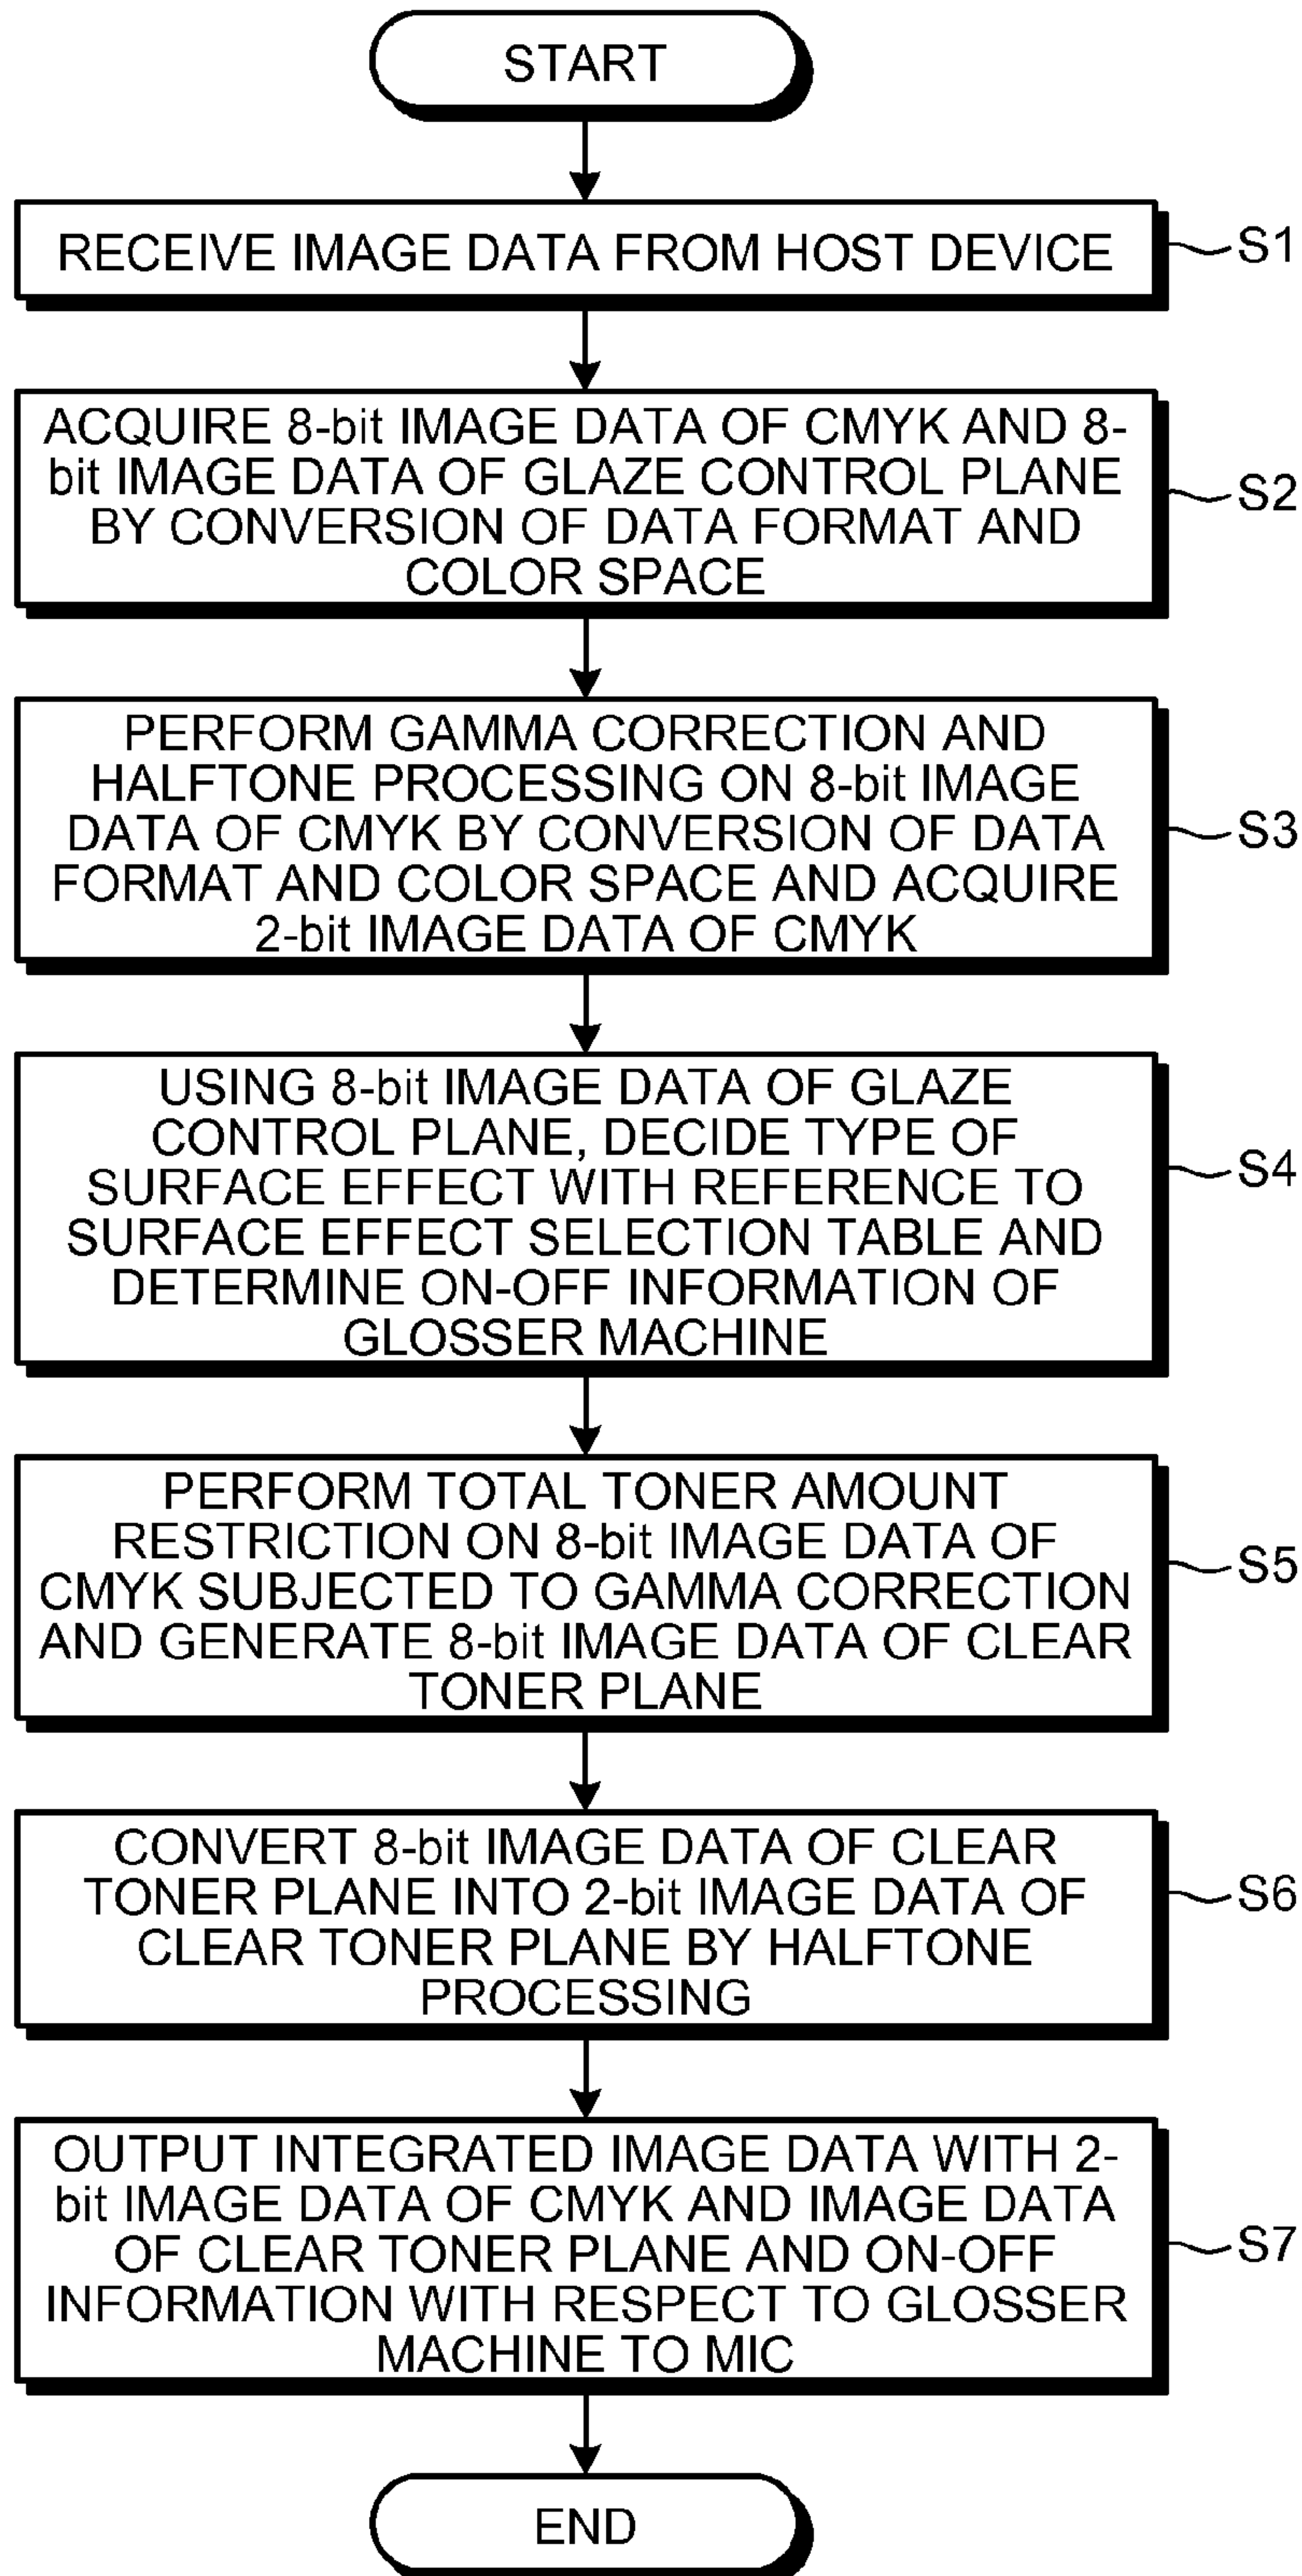 START
RECEIVE IMAGE DATA FROM HOST DEVICE
S1
ACQUIRE 8-bit IMAGE DATA OF CMYK AND 8-
bit IMAGE DATA OF GLAZE CONTROL PLANE
BY CONVERSION OF DATA FORMAT AND
COLOR SPACE
S2
PERFORM GAMMA CORRECTION AND
HALFTONE PROCESSING ON 8-bit IMAGE
DATA OF CMYK BY CONVERSION OF DATA
FORMAT AND COLOR SPACE AND ACQUIRE
2-bit IMAGE DATA OF CMYK
S3
USING 8-bit IMAGE DATA OF GLAZE
CONTROL PLANE, DECIDE TYPE OF
SURFACE EFFECT WITH REFERENCE TO
SURFACE EFFECT SELECTION TABLE AND
DETERMINE ON-OFF INFORMATION OF
GLOSSER MACHINE
S4
PERFORM TOTAL TONER AMOUNT
RESTRICTION ON 8-bit IMAGE DATA OF
CMYK SUBJECTED TO GAMMA CORRECTION
AND GENERATE 8-bit IMAGE DATA OF CLEAR
TONER PLANE
S5
CONVERT 8-bit IMAGE DATA OF CLEAR
TONER PLANE INTO 2-bit IMAGE DATA OF
CLEAR TONER PLANE BY HALFTONE
PROCESSING
S6
OUTPUT INTEGRATED IMAGE DATA WITH 2-
bit IMAGE DATA OF CMYK AND IMAGE DATA
OF CLEAR TONER PLANE AND ON-OFF
INFORMATION WITH RESPECT TO GLOSSER
MACHINE TO MIC
S7
END